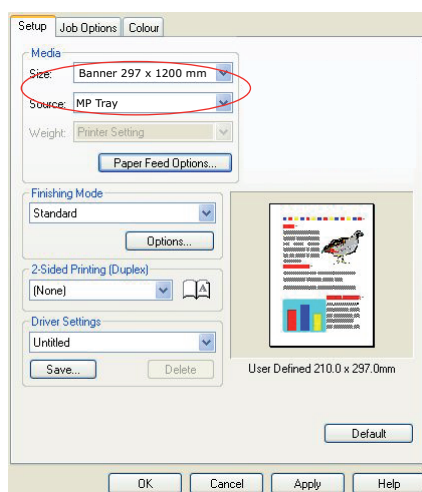 Setup Job Options Colour
Media
Size: Banner 297 x 1200 mm
Source: MP Tray
Weight: Printer Setting
Paper Feed Options...
Finishing Mode
Standard
Options...
2-Sided Printing (Duplex)
(None)
A
Driver Settings
Untitled
Save... Delete
User Defined 210.0 x 297.0mm
Default
OK Cancel Apply Help